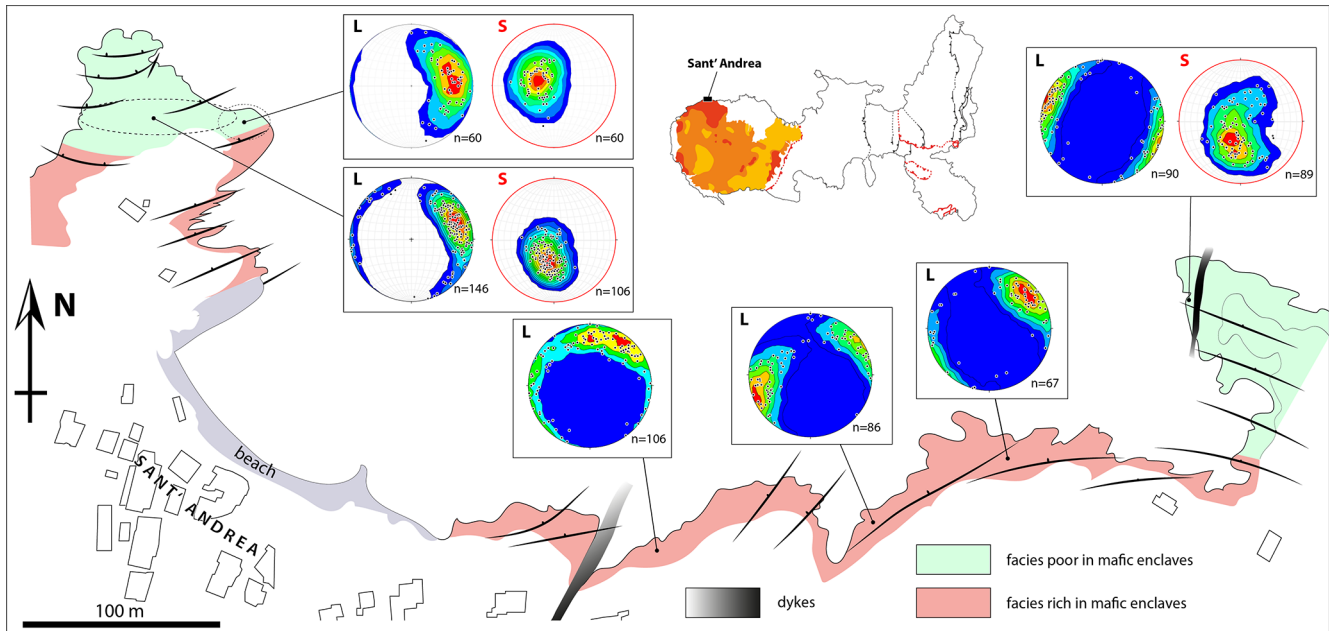 L
S
n=60
n=60
L
S
n=146
n=106
Sant' Andrea
L
S
n=90
n=89
L
n=106
L
n=86
L
n=67
N
beach
SANT' ANDREA
100 m
dykes
facies poor in mafic enclaves
facies rich in mafic enclaves